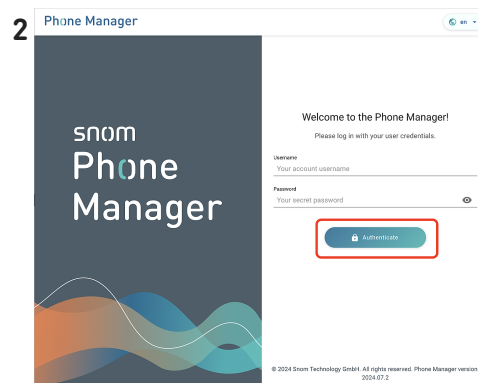 2
Phone Manager
en
snom
Phone
Manager
Welcome to the Phone Manager!
Please log in with your user credentials.
Username
Your account username
Password
Your secret password
Authenticate
© 2024 Snom Technology GmbH. All rights reserved. Phone Manager version
2024.07.2